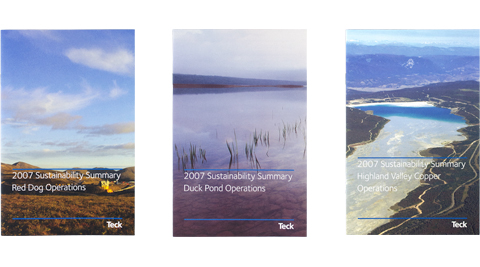 2007 Sustainability Summary
Red Dog Operations
Teck
2007 Sustainability Summary
Duck Pond Operations
Teck
2007 Sustainability Summary
Highland Valley Copper
Operations
Teck